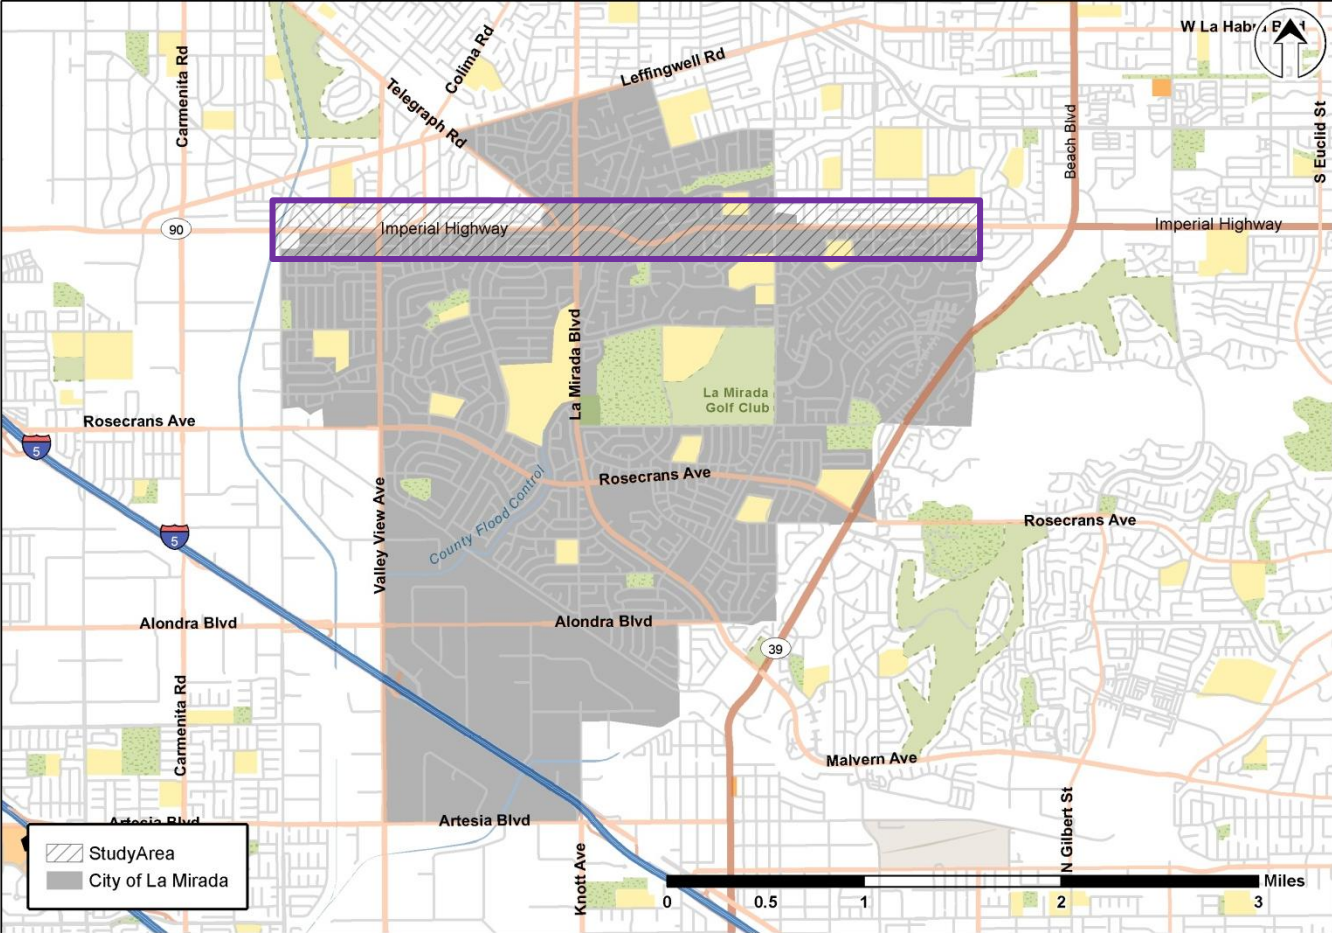 W La Habra Blvd
Carmenita Rd
Colima Rd
Leffingwell Rd
Telegraph Rd
Beach Blvd
S Euclid St
90
Imperial Highway
Imperial Highway
La Mirada Blvd
La Mirada
Golf Club
Rosecrans Ave
5
Rosecrans Ave
County Flood Control
Valley View Ave
5
Rosecrans Ave
Alondra Blvd
Alondra Blvd
39
Carmenita Rd
Malvern Ave
Artesia Blvd
Artesia Blvd
Knott Ave
N Gilbert St
StudyArea
City of La Mirada
Miles
0 0.5 1 2 3